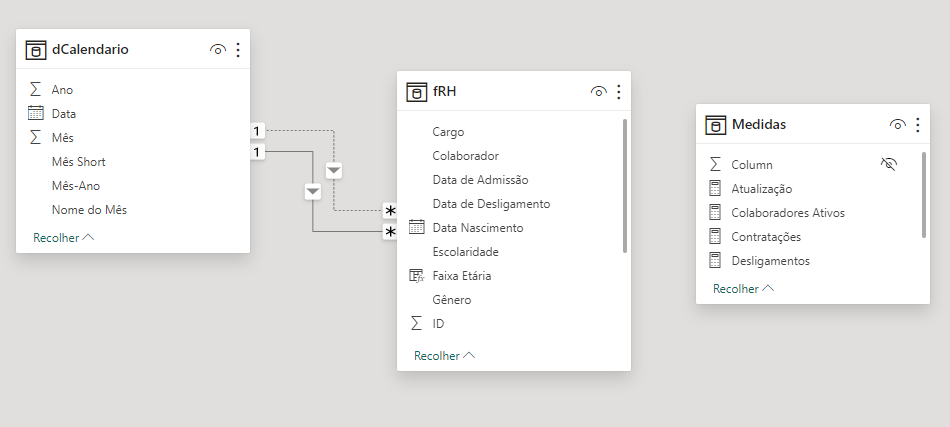 dCalendario
Ano
Data
Mês
Mês Short
Mês-Ano
Nome do Mês
Recolher
1
1
*
*
fRH
Cargo
Colaborador
Data de Admissão
Data de Desligamento
Data Nascimento
Escolaridade
Faixa Etária
Gênero
ID
Recolher
Medidas
Column
Atualização
Colaboradores Ativos
Contratações
Desligamentos
Recolher